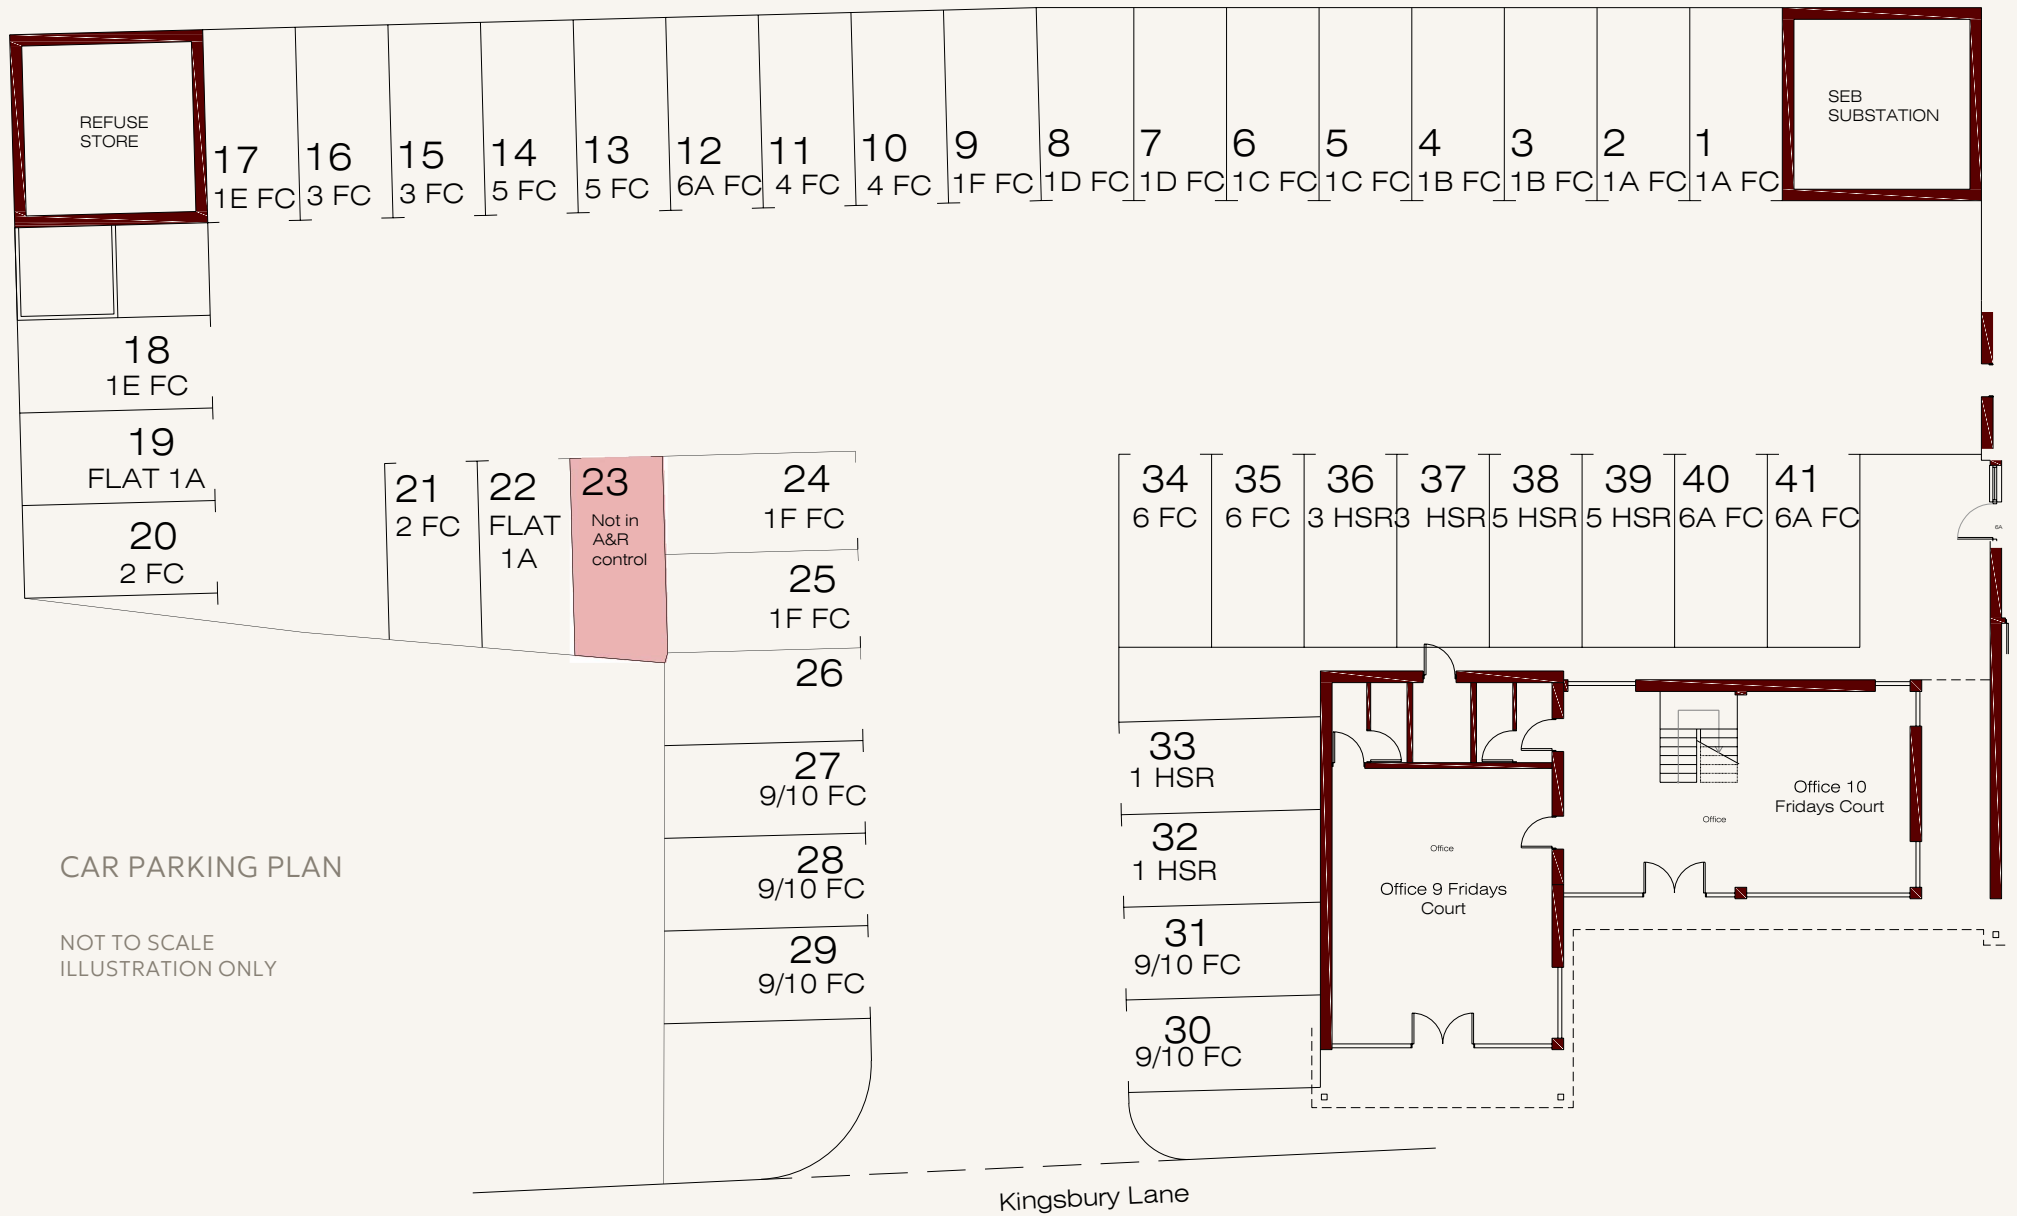 REFUSE
STORE
17
1E FC
16
3 FC
15
3 FC
14
5 FC
13
5 FC
12
6A FC
11
4 FC
10
4 FC
9
1F FC
8
1D FC
7
1D FC
6
1C FC
5
1C FC
4
1B FC
3
1B FC
2
1A FC
1
1A FC
SEB
SUBSTATION
18
1E FC
19
FLAT 1A
20
2 FC
21
2 FC
22
FLAT
1A
23
Not in
A&R
control
24
1F FC
25
1F FC
26
27
9/10 FC
28
9/10 FC
29
9/10 FC
34
6 FC
35
6 FC
36
3 HSR
37
3 HSR
38
5 HSR
39
5 HSR
40
6A FC
41
6A FC
6A
33
1 HSR
32
1 HSR
31
9/10 FC
30
9/10 FC
Office
Office 9 Fridays
Court
Office 10
Fridays Court
Office
CAR PARKING PLAN
NOT TO SCALE
ILLUSTRATION ONLY
Kingsbury Lane